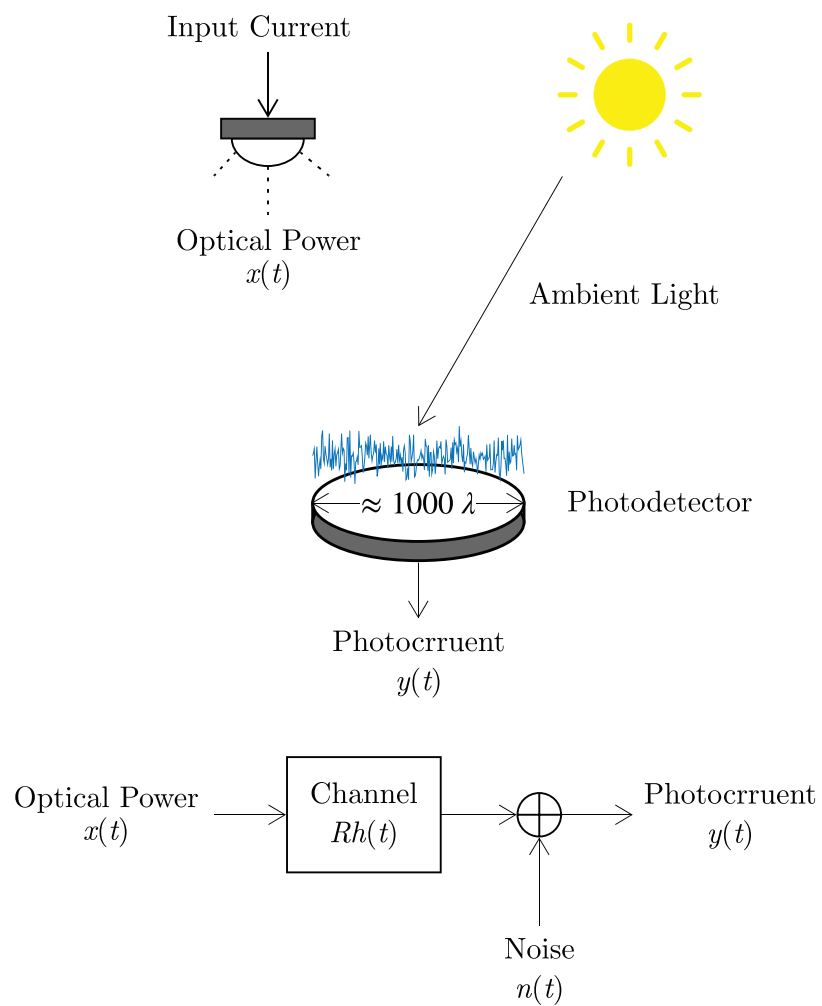 Input Current
Optical Power
x(t)
Ambient Light
≈ 1000 λ
Photodetector
Photocrruent
y(t)
Optical Power
x(t)
Channel
Rh(t)
Photocrruent
y(t)
Noise
n(t)